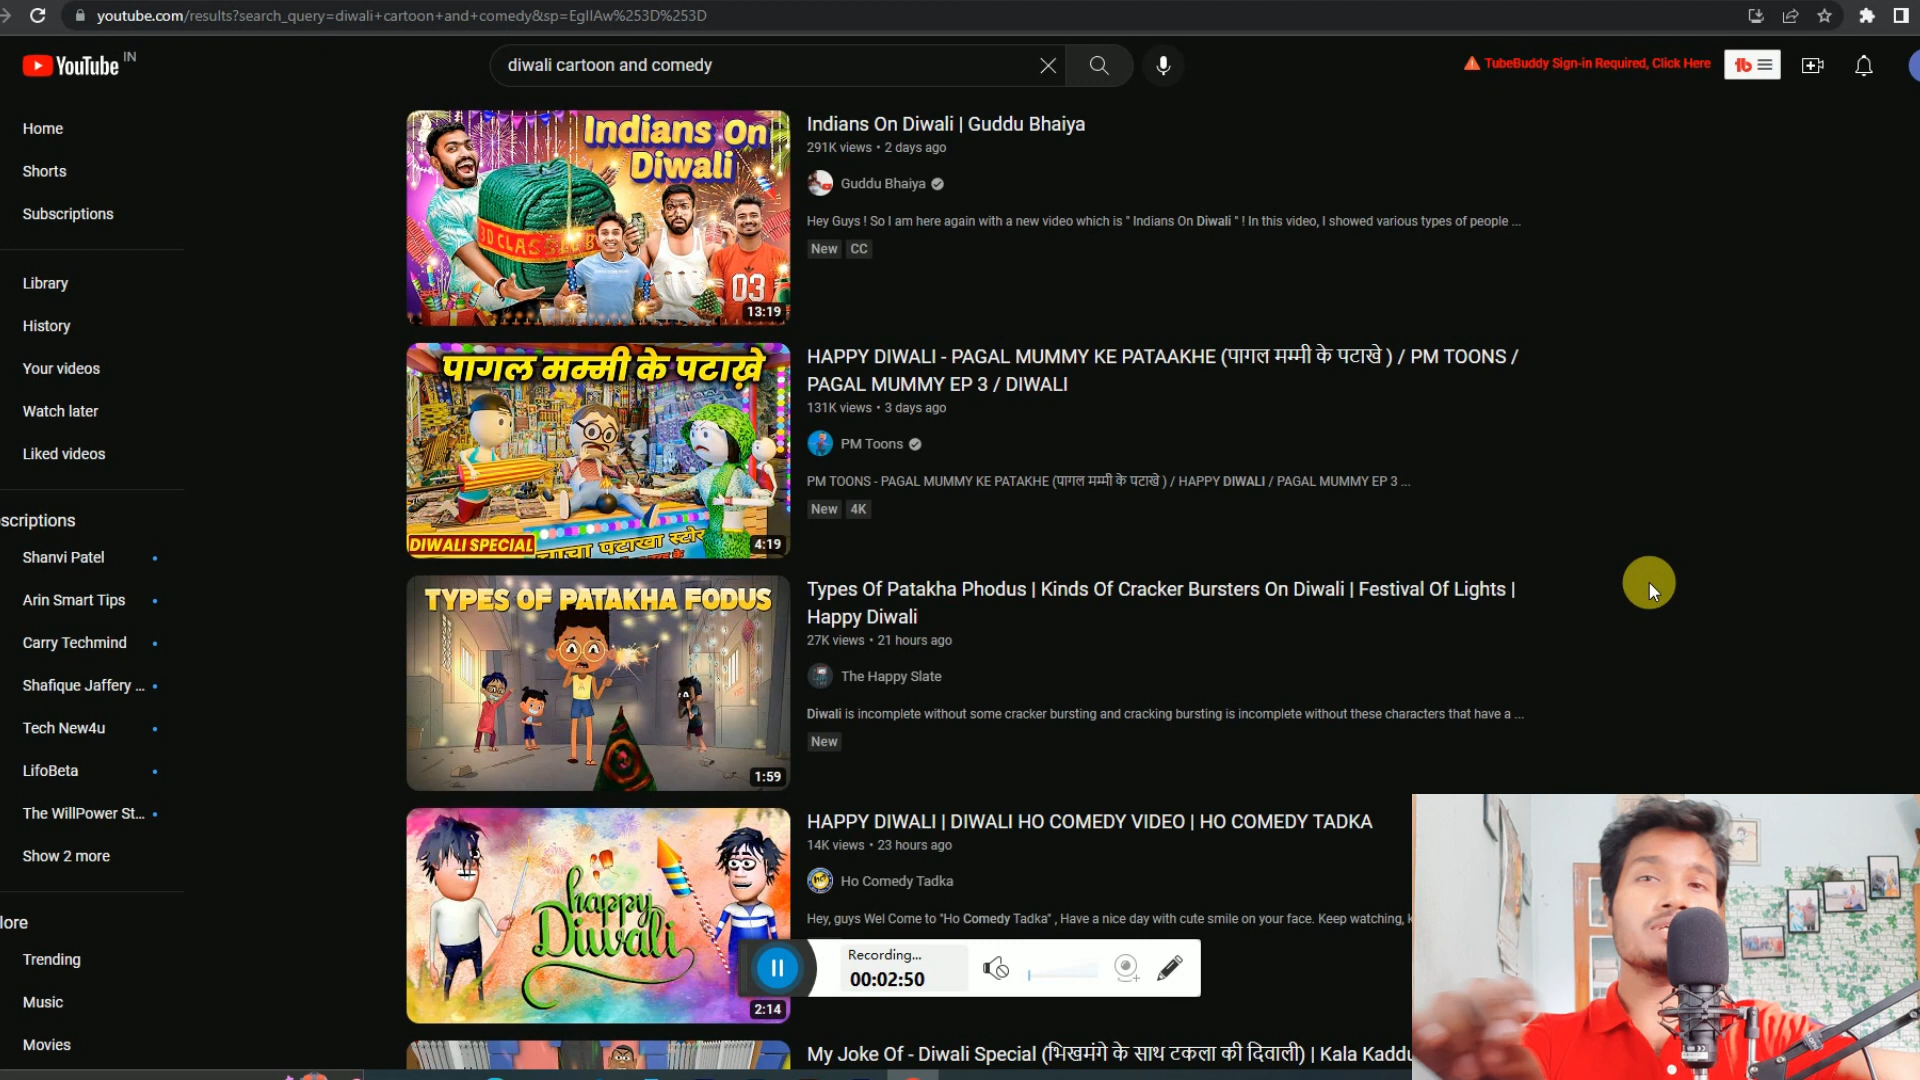 youtube.com/results?search_query=diwali+cartoon+and+comedy&sp=EgIIAw%253D%253D
YouTube IN
diwali cartoon and comedy
TubeBuddy Sign-in Required, Click Here
tb
Home
Shorts
Subscriptions
Library
History
Your videos
Watch later
Liked videos
scriptions
Shanvi Patel
Arin Smart Tips
Carry Techmind
Shafique Jaffery ...
Tech New4u
LifoBeta
The WillPower St...
Show 2 more
lore
Trending
Music
Movies
Indians On
Diwali
03
13:19
Indians On Diwali | Guddu Bhaiya
291K views • 2 days ago
Guddu Bhaiya
Hey Guys ! So I am here again with a new video which is " Indians On Diwali " ! In this video, I showed various types of people ...
New CC
पागल मम्मी के पटाख़े
DIWALI SPECIAL
चाचा पटाखा स्टोर
4:19
HAPPY DIWALI - PAGAL MUMMY KE PATAAKHE (पागल मम्मी के पटाखे ) / PM TOONS /
PAGAL MUMMY EP 3 / DIWALI
131K views • 3 days ago
PM Toons
PM TOONS - PAGAL MUMMY KE PATAKHE (पागल मम्मी के पटाखे ) / HAPPY DIWALI / PAGAL MUMMY EP 3 ...
New 4K
TYPES OF PATAKHA FODUS
1:59
Types Of Patakha Phodus | Kinds Of Cracker Bursters On Diwali | Festival Of Lights |
Happy Diwali
27K views • 21 hours ago
The Happy Slate
Diwali is incomplete without some cracker bursting and cracking bursting is incomplete without these characters that have a ...
New
happy
Diwali
2:14
HAPPY DIWALI | DIWALI HO COMEDY VIDEO | HO COMEDY TADKA
14K views • 23 hours ago
Ho Comedy Tadka
Hey, guys Wel Come to "Ho Comedy Tadka" , Have a nice day with cute smile on your face. Keep watching,
Recording...
00:02:50
My Joke Of - Diwali Special (भिखमंगे के साथ टकला की दिवाली) | Kala Kaddu